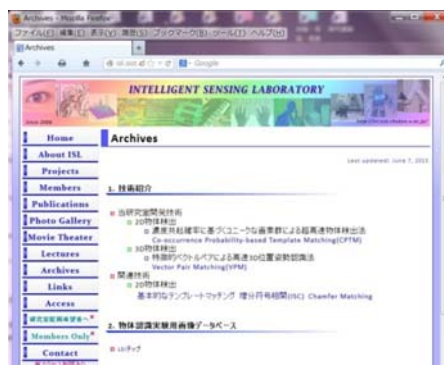 Archives - Mozilla Firefox
ファイル(F) 編集(E) 表示(V) 履歴(S) ブックマーク(B) ツール(T) ヘルプ(H)
Archives
Google
INTELLIGENT SENSING LABORATORY
Since 2004
Home
About ISL
Projects
Members
Publications
Photo Gallery
Movie Theater
Lectures
Archives
Links
Access
Members Only
Contact
Archives
Last updated: June 7, 2013
1. 技術紹介
当研究室開発技術
2D物体検出
濃度共起確率に基づくユニークな画素群による超高速物体検出法
Co-occurrence Probability-based Template Matching(CPTM)
3D物体検出
特徴的ベクトルペアによる高速3D位置姿勢認識法
Vector Pair Matching(VPM)
関連技術
2D物体検出
基本的なテンプレートマッチング 増分符号相関(ISC) Chamfer Matching
2. 物体認識実験用画像データベース